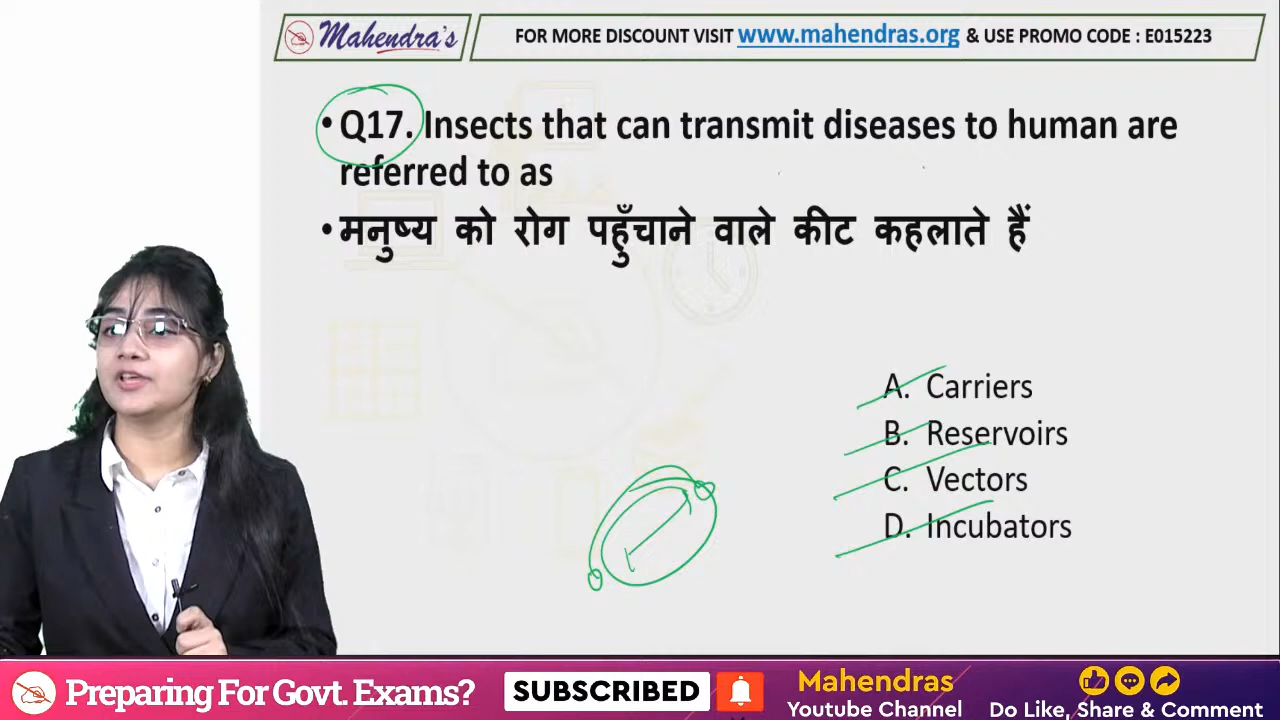 Mahendra's
FOR MORE DISCOUNT VISIT www.mahendras.org & USE PROMO CODE : E015223
• Q17. Insects that can transmit diseases to human are
referred to as
• मनुष्य को रोग पहुँचाने वाले कीट कहलाते हैं
A. Carriers
B. Reservoirs
C. Vectors
D. Incubators
Preparing For Govt. Exams?
SUBSCRIBED
Mahendras
Youtube Channel
Do Like, Share & Comment